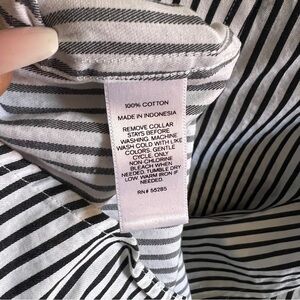 100% COTTON
MADE IN INDONESIA
REMOVE COLLAR
STAYS BEFORE
WASHING. MACHINE
WASH COLD WITH LIKE
COLORS. GENTLE
CYCLE. ONLY
NON-CHLORINE
BLEACH WHEN
NEEDED. TUMBLE DRY
LOW. WARM IRON IF
NEEDED.
RN# 55285